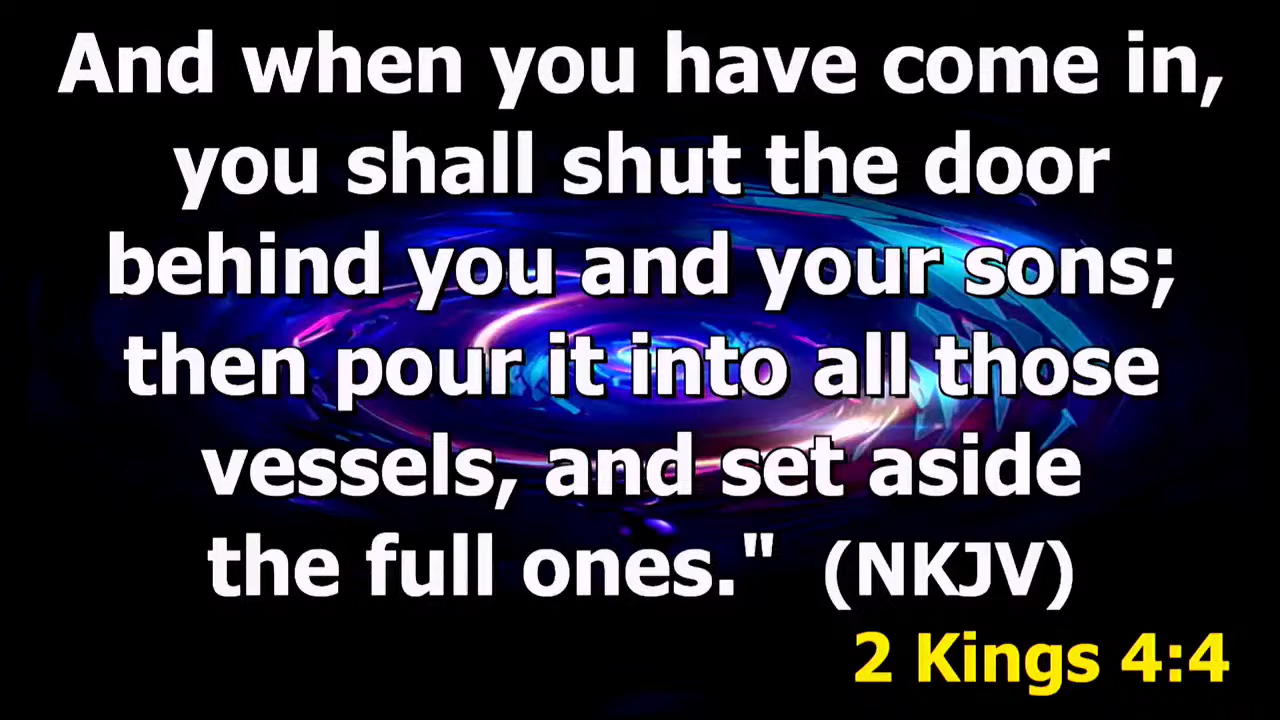 And when you have come in,
you shall shut the door
behind you and your sons;
then pour it into all those
vessels, and set aside
the full ones." (NKJV)
2 Kings 4:4